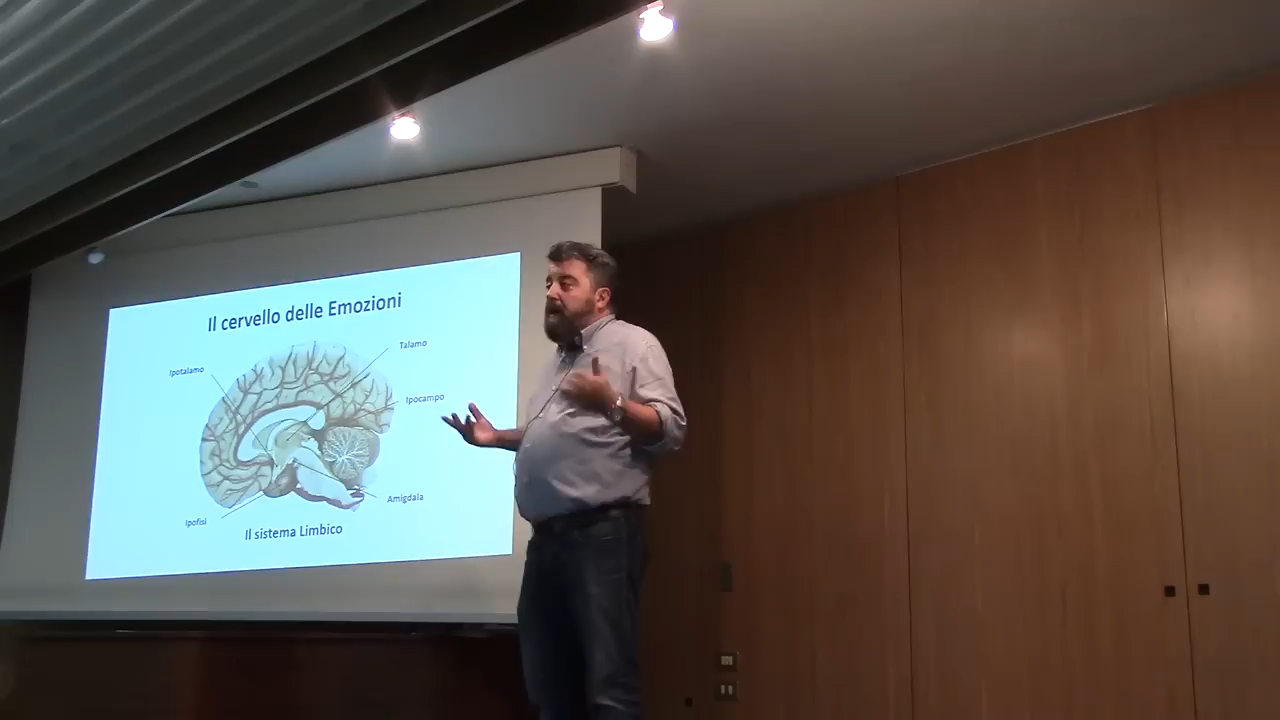 Il cervello delle Emozioni
Talamo
Ipotalamo
Ipocampo
Amigdala
Ipofisi
Il sistema Limbico